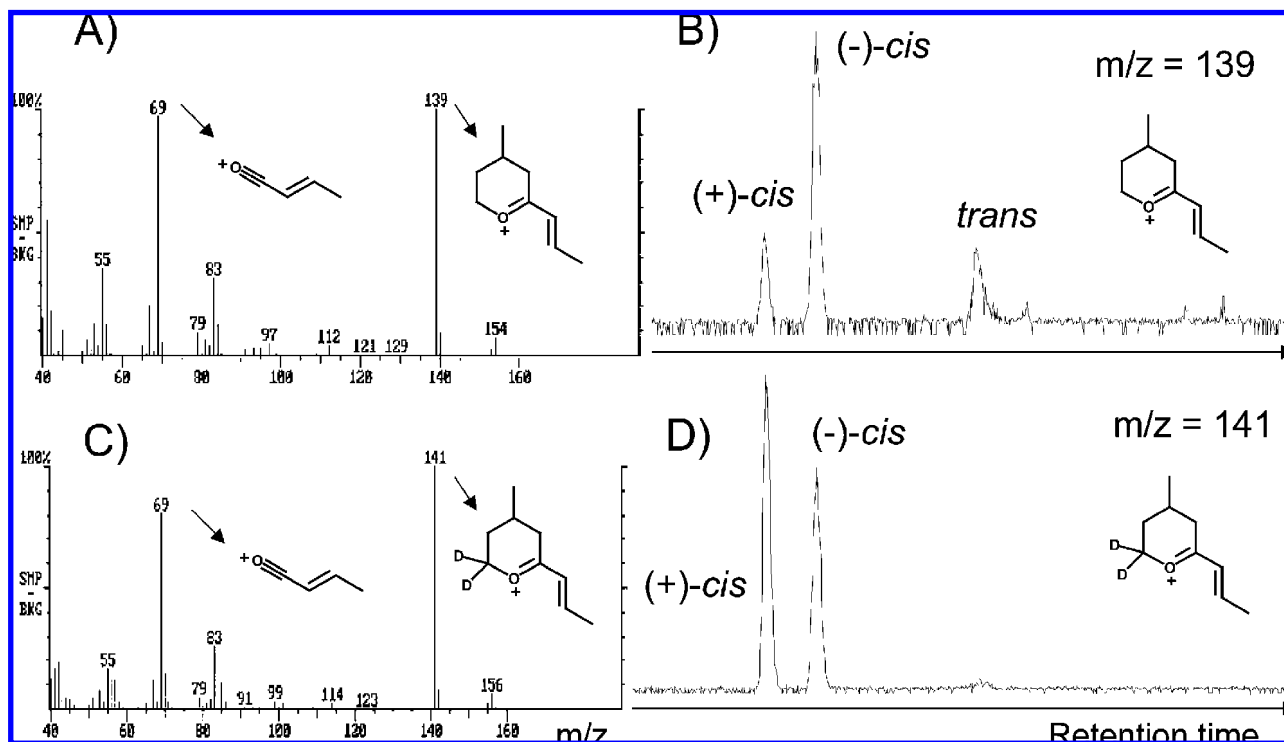 A)
100%
69
139
+
O
O
+
SMP
-
BKG
55
83
79
97
112
121
129
154
40
60
80
100
120
140
160
B)
(-)-cis
m/z = 139
(+)-cis
trans
O
+
C)
100%
69
141
+
O
D
D
O
+
SMP
-
BKG
55
83
79
91
99
114
123
156
40
60
80
100
120
140
160
m/z
D)
(-)-cis
m/z = 141
(+)-cis
D
D
O
+
Retention time